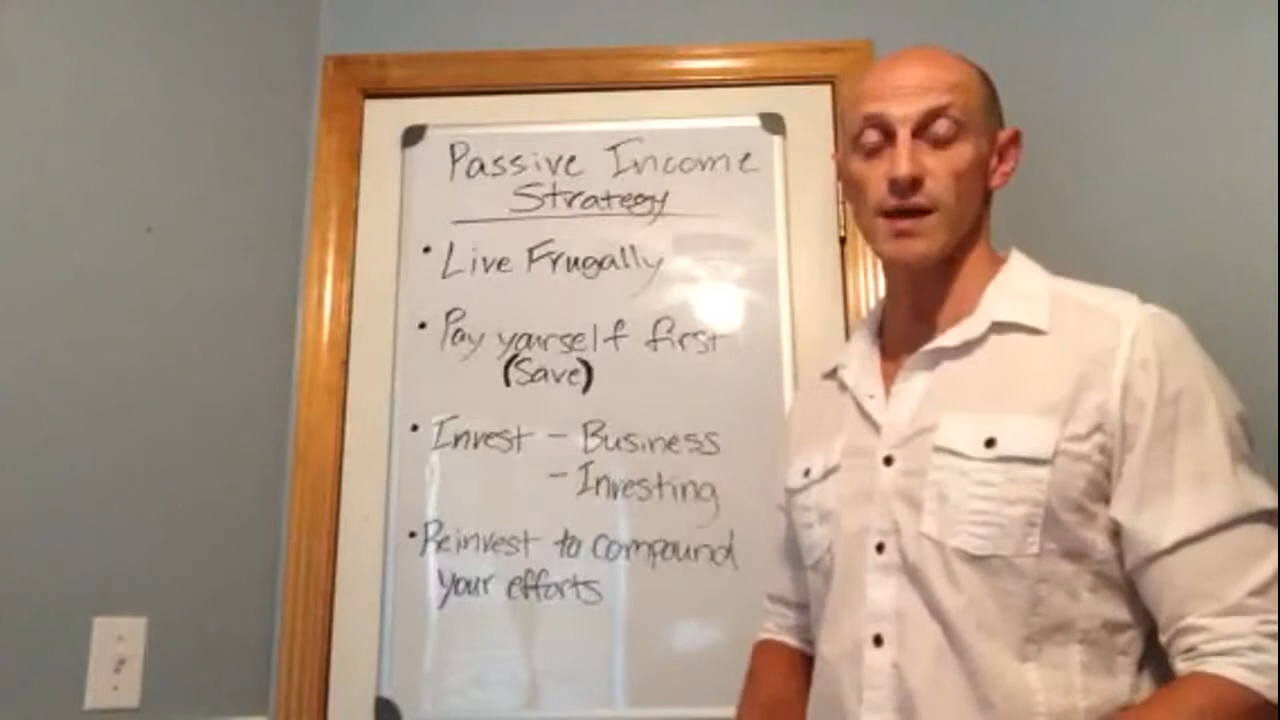 Passive Income
Strategy
• Live Frugally
• Pay yourself first
(Save)
• Invest - Business
- Investing
• Reinvest to compound
your efforts